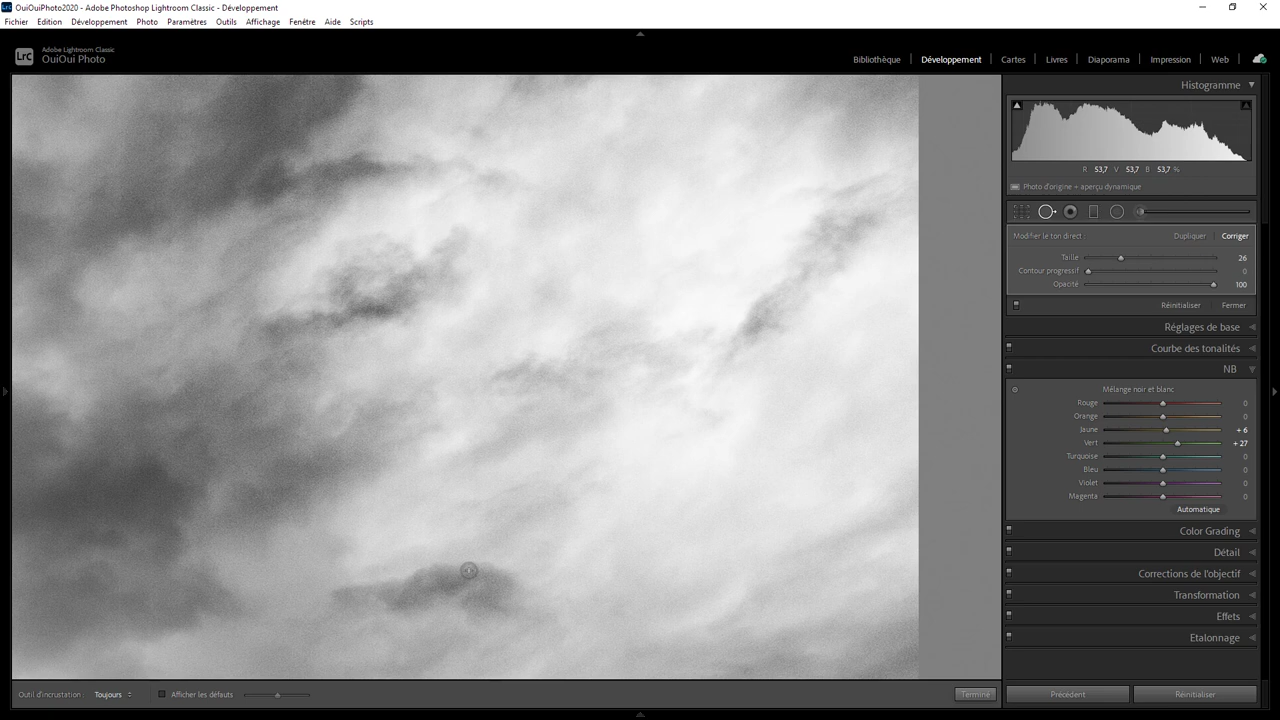 OuiOuiPhoto2020 - Adobe Photoshop Lightroom Classic - Développement
Fichier Edition Développement Photo Paramètres Outils Affichage Fenêtre Aide Scripts
Lrc Adobe Lightroom Classic
OuiOui Photo
Bibliothèque Développement Cartes Livres Diaporama Impression Web
Histogramme
R 53,7 V 53,7 B 53,7 %
Photo d'origine + aperçu dynamique
Modifier le ton direct : Dupliquer Corriger
Taille 26
Contour progressif 0
Opacité 100
Réinitialiser Fermer
Réglages de base
Courbe des tonalités
NB
Mélange noir et blanc
Rouge 0
Orange 0
Jaune + 6
Vert + 27
Turquoise 0
Bleu 0
Violet 0
Magenta 0
Automatique
Color Grading
Détail
Corrections de l'objectif
Transformation
Effets
Etalonnage
Outil d'incrustation : Toujours Afficher les défauts Terminé Précédent Réinitialiser